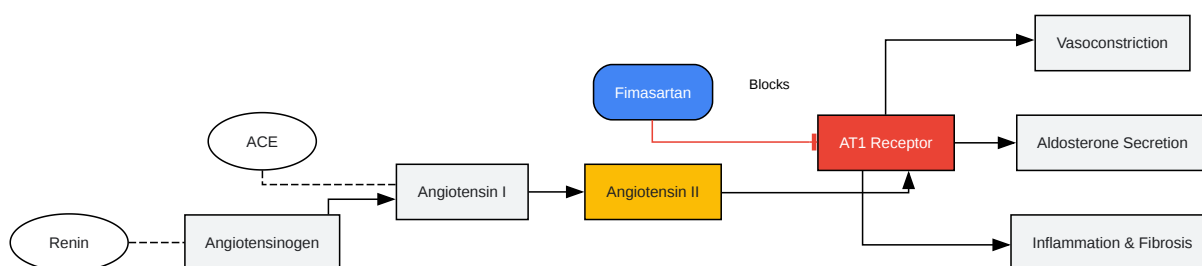 Vasoconstriction
Fimasartan
Blocks
ACE
AT1 Receptor
Aldosterone Secretion
Angiotensin I
Angiotensin II
Renin
Angiotensinogen
Inflammation & Fibrosis